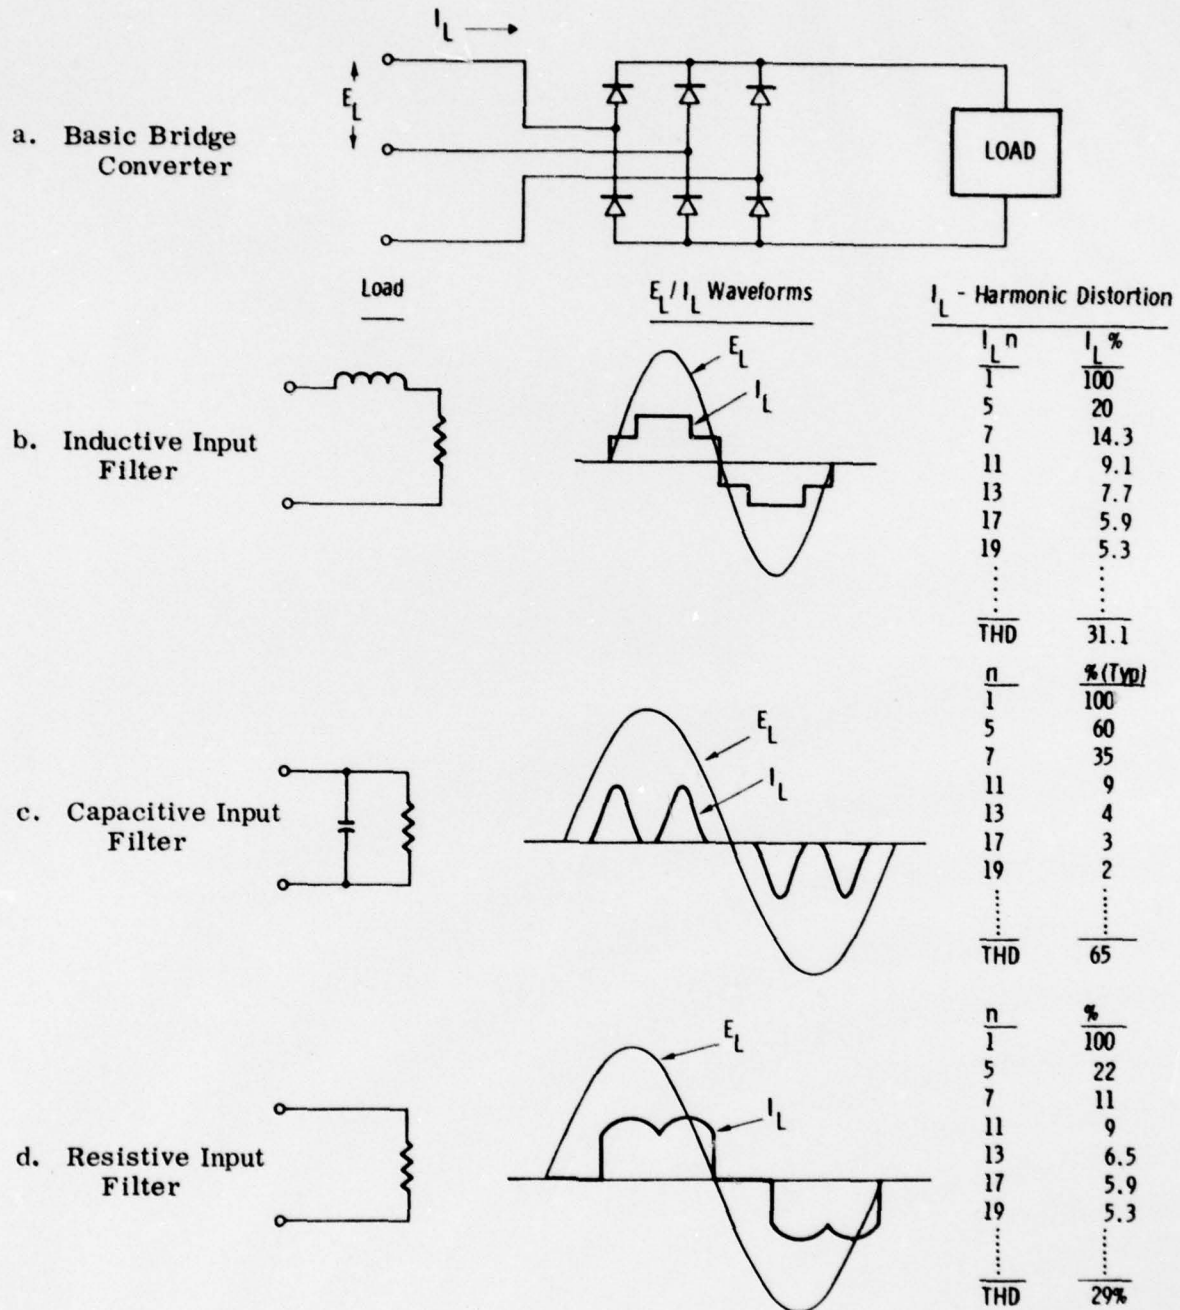 I_L
E_L
a. Basic Bridge
Converter
LOAD
Load
E_L / I_L Waveforms
I_L - Harmonic Distortion
b. Inductive Input
Filter
E_L
I_L
I_L n I_L %
1 100
5 20
7 14.3
11 9.1
13 7.7
17 5.9
19 5.3
THD 31.1
c. Capacitive Input
Filter
E_L
I_L
n % (Typ)
1 100
5 60
7 35
11 9
13 4
17 3
19 2
THD 65
d. Resistive Input
Filter
E_L
I_L
n %
1 100
5 22
7 11
11 9
13 6.5
17 5.9
19 5.3
THD 29%